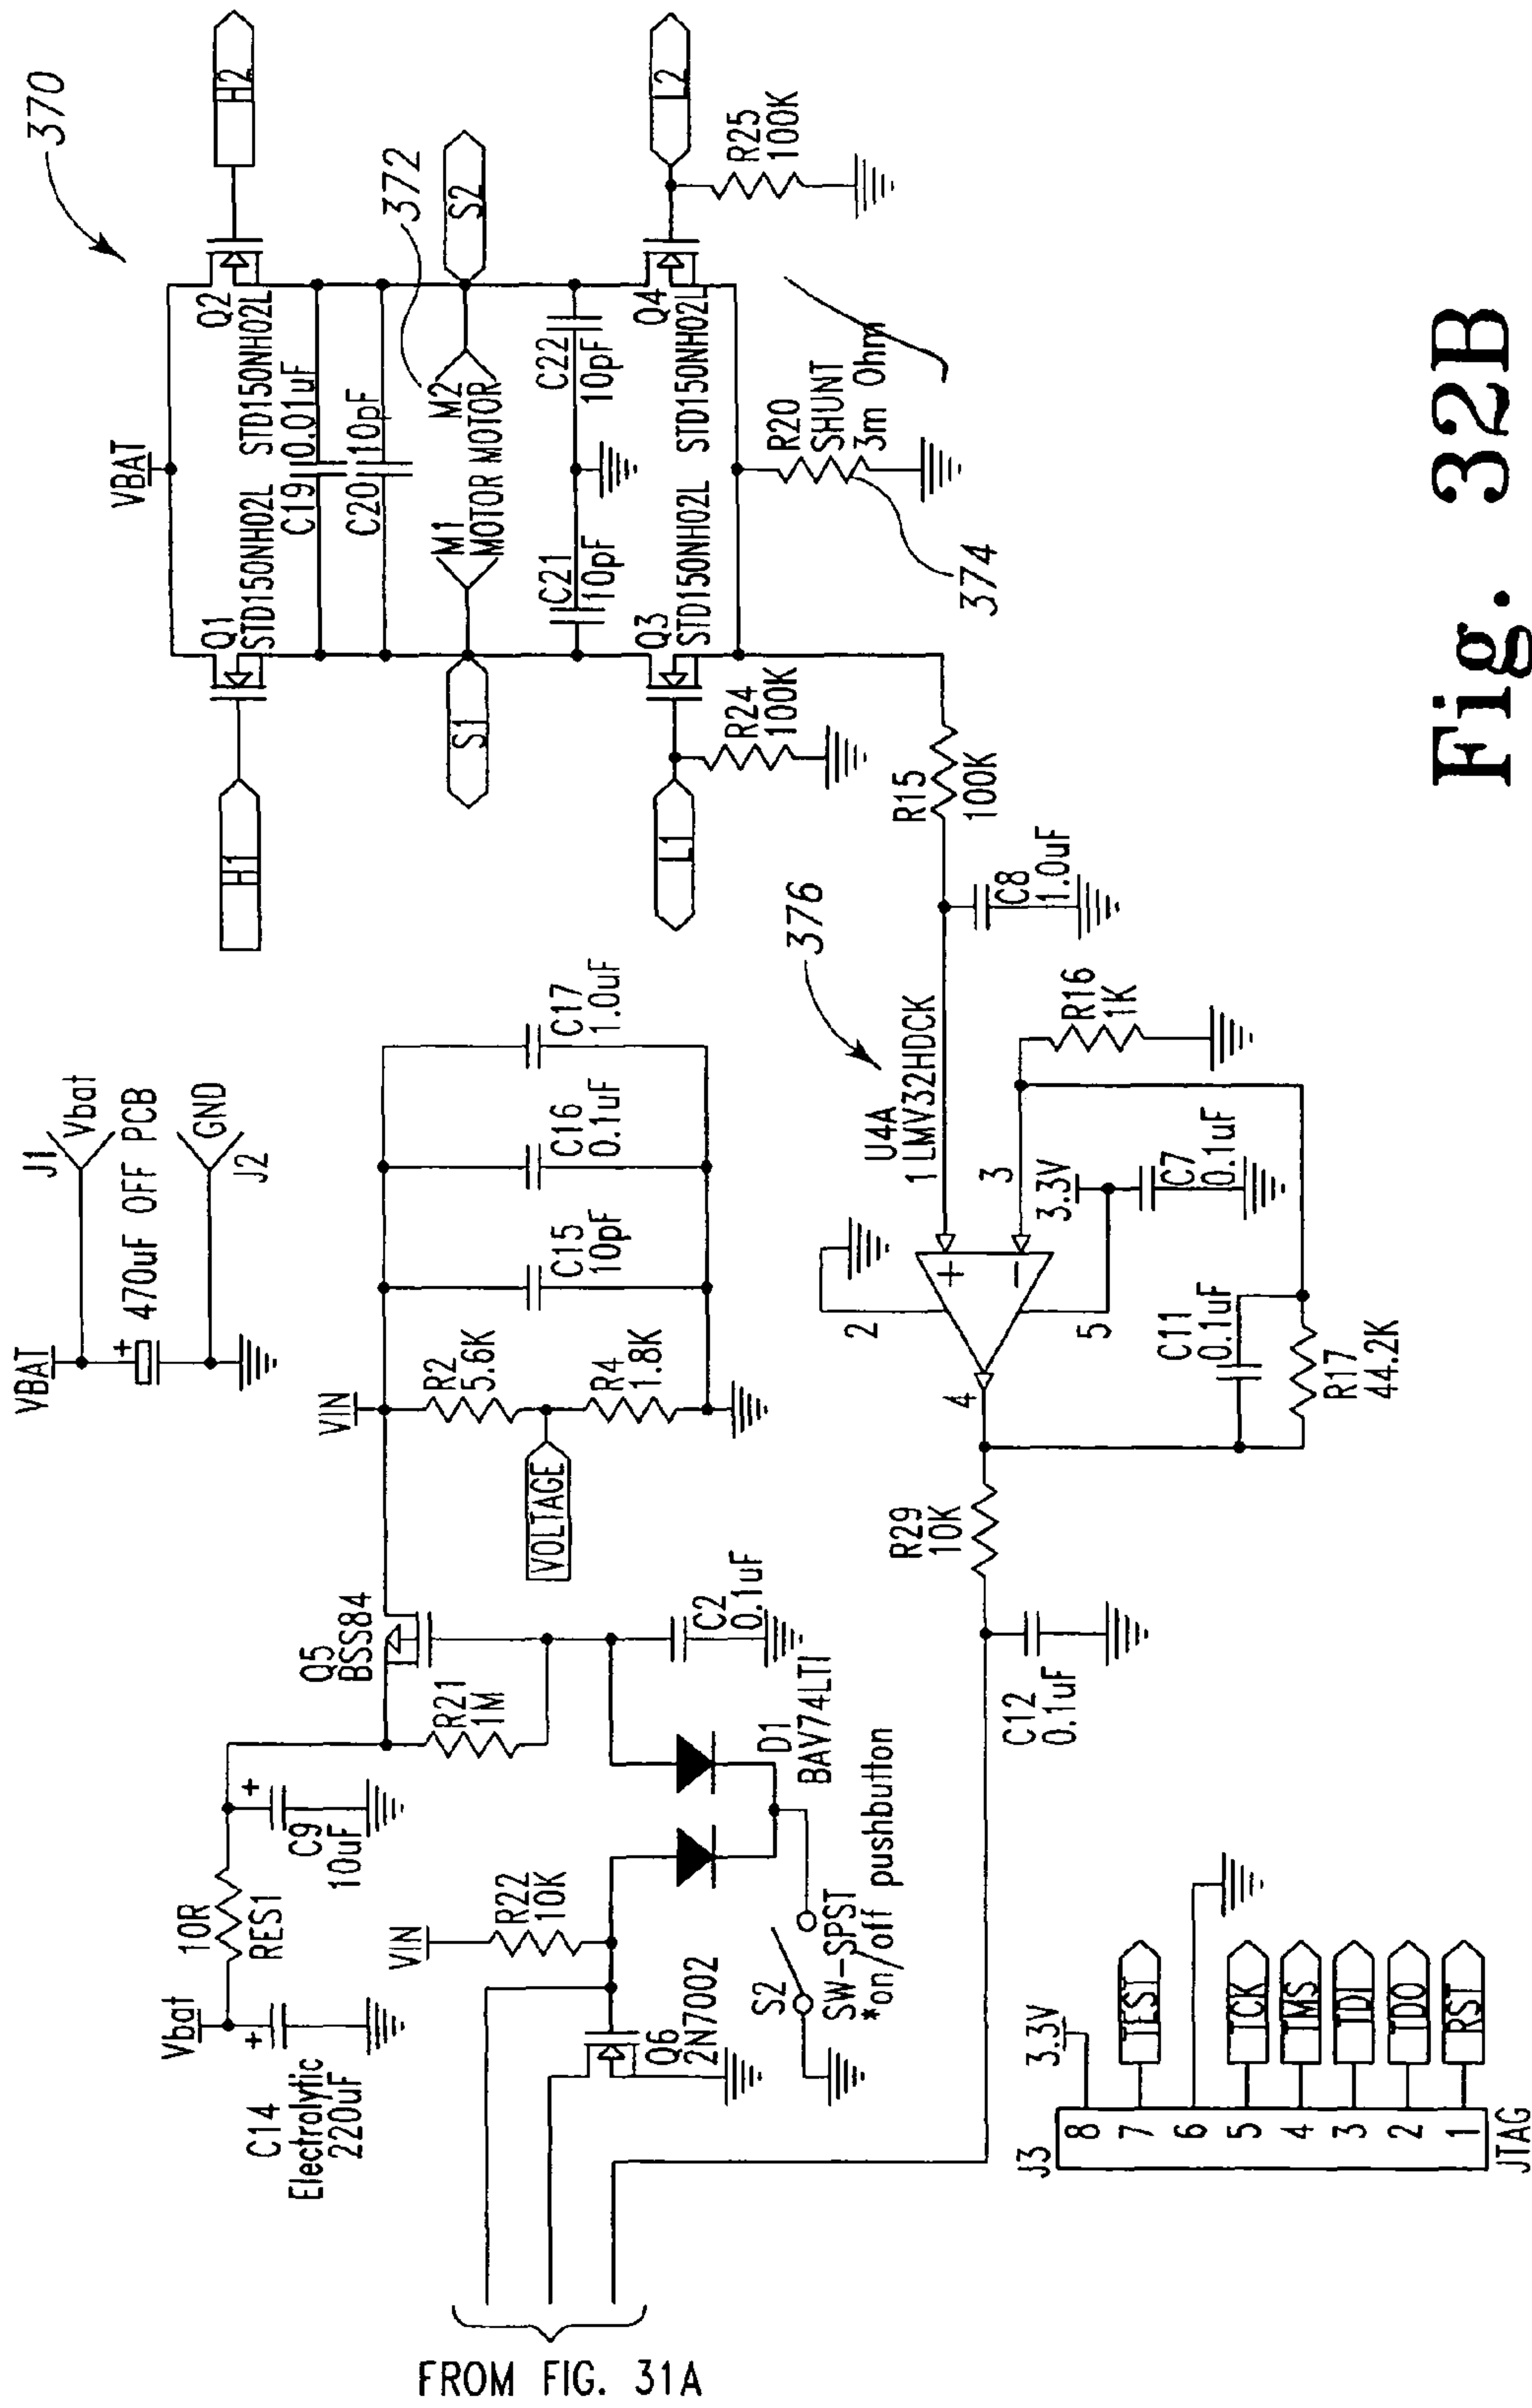 370
VBAT
H1
H2
Q1
STD150NH02L
Q2
STD150NH02L
C19
0.01uF
C20
10pF
372
S1
M1
MOTOR
M2
MOTOR
S2
C21
10pF
C22
10pF
Q3
STD150NH02L
Q4
STD150NH02L
L1
L2
R24
100K
R25
100K
R20
SHUNT
3m Ohm
374
R15
100K
C8
1.0uF
376
VBAT
J1
Vbat
+
470uF OFF PCB
GND
J2
VIN
R2
5.6K
R4
1.8K
VOLTAGE
C15
10pF
C16
0.1uF
C17
1.0uF
Vbat
10R
RES1
+
C14
Electrolytic
220uF
+
C9
10uF
Q5
BSS84
R21
1M
C2
0.1uF
VIN
R22
10K
D1
BAV74LTI
Q6
2N7002
S2
SW-SPST
*on/off pushbutton
FROM FIG. 31A
U4A
LMV32HDCK
1
+
3
-
2
5
4
3.3V
C7
0.1uF
R16
1K
C11
0.1uF
R17
44.2K
R29
10K
C12
0.1uF
J3
3.3V
8
7
TEST
6
5
TCK
4
TMS
3
TDI
2
TDO
1
RST
JTAG
Fig. 32B